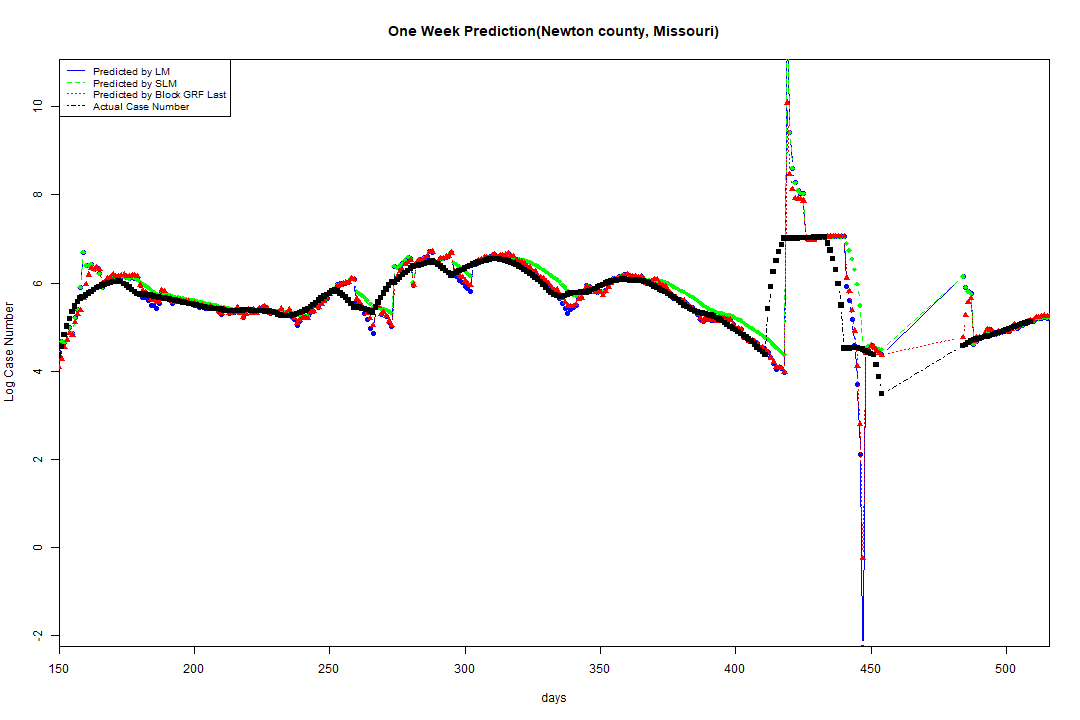 One Week Prediction(Newton county, Missouri)
Predicted by LM
Predicted by SLM
Predicted by Block GRF Last
Actual Case Number
Log Case Number
10
8
6
4
2
0
-2
150 200 250 300 350 400 450 500
days